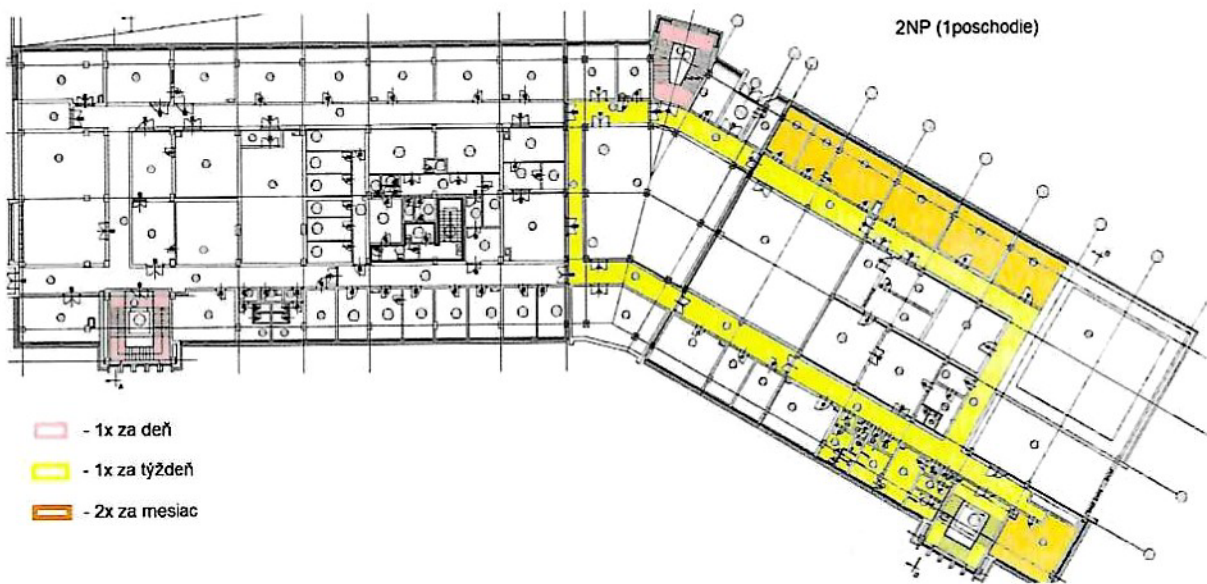 2NP (1poschodie)
- 1x za deň
- 1x za týždeň
- 2x za mesiac